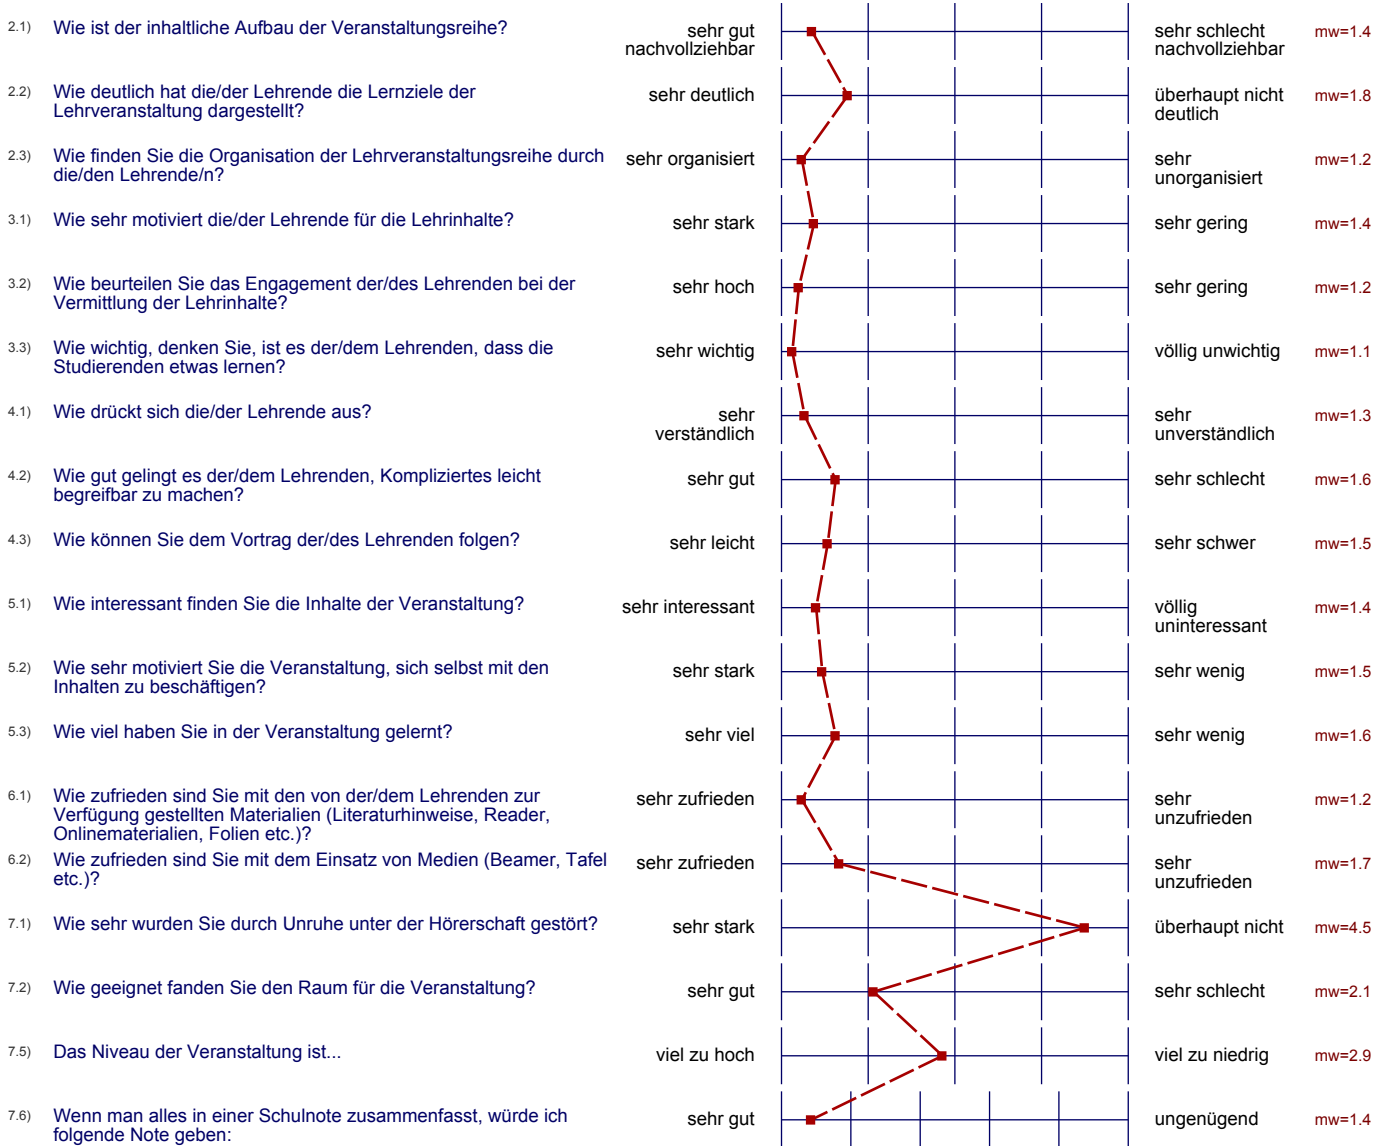 2.1) Wie ist der inhaltliche Aufbau der Veranstaltungsreihe? sehr gut sehr schlecht mw=1.4
nachvollziehbar nachvollziehbar
2.2) Wie deutlich hat die/der Lehrende die Lernziele der sehr deutlich überhaupt nicht mw=1.8
Lehrveranstaltung dargestellt? deutlich
2.3) Wie finden Sie die Organisation der Lehrveranstaltungsreihe durch sehr organisiert sehr mw=1.2
die/den Lehrende/n? unorganisiert
3.1) Wie sehr motiviert die/der Lehrende für die Lehrinhalte? sehr stark sehr gering mw=1.4
3.2) Wie beurteilen Sie das Engagement der/des Lehrenden bei der sehr hoch sehr gering mw=1.2
Vermittlung der Lehrinhalte?
3.3) Wie wichtig, denken Sie, ist es der/dem Lehrenden, dass die sehr wichtig völlig unwichtig mw=1.1
Studierenden etwas lernen?
4.1) Wie drückt sich die/der Lehrende aus? sehr sehr mw=1.3
verständlich unverständlich
4.2) Wie gut gelingt es der/dem Lehrenden, Kompliziertes leicht sehr gut sehr schlecht mw=1.6
begreifbar zu machen?
4.3) Wie können Sie dem Vortrag der/des Lehrenden folgen? sehr leicht sehr schwer mw=1.5
5.1) Wie interessant finden Sie die Inhalte der Veranstaltung? sehr interessant völlig mw=1.4
uninteressant
5.2) Wie sehr motiviert Sie die Veranstaltung, sich selbst mit den sehr stark sehr wenig mw=1.5
Inhalten zu beschäftigen?
5.3) Wie viel haben Sie in der Veranstaltung gelernt? sehr viel sehr wenig mw=1.6
6.1) Wie zufrieden sind Sie mit den von der/dem Lehrenden zur sehr zufrieden sehr mw=1.2
Verfügung gestellten Materialien (Literaturhinweise, Reader, unzufrieden
Onlinematerialien, Folien etc.)?
6.2) Wie zufrieden sind Sie mit dem Einsatz von Medien (Beamer, Tafel sehr zufrieden sehr mw=1.7
etc.)? unzufrieden
7.1) Wie sehr wurden Sie durch Unruhe unter der Hörerschaft gestört? sehr stark überhaupt nicht mw=4.5
7.2) Wie geeignet fanden Sie den Raum für die Veranstaltung? sehr gut sehr schlecht mw=2.1
7.5) Das Niveau der Veranstaltung ist... viel zu hoch viel zu niedrig mw=2.9
7.6) Wenn man alles in einer Schulnote zusammenfasst, würde ich sehr gut ungenügend mw=1.4
folgende Note geben: